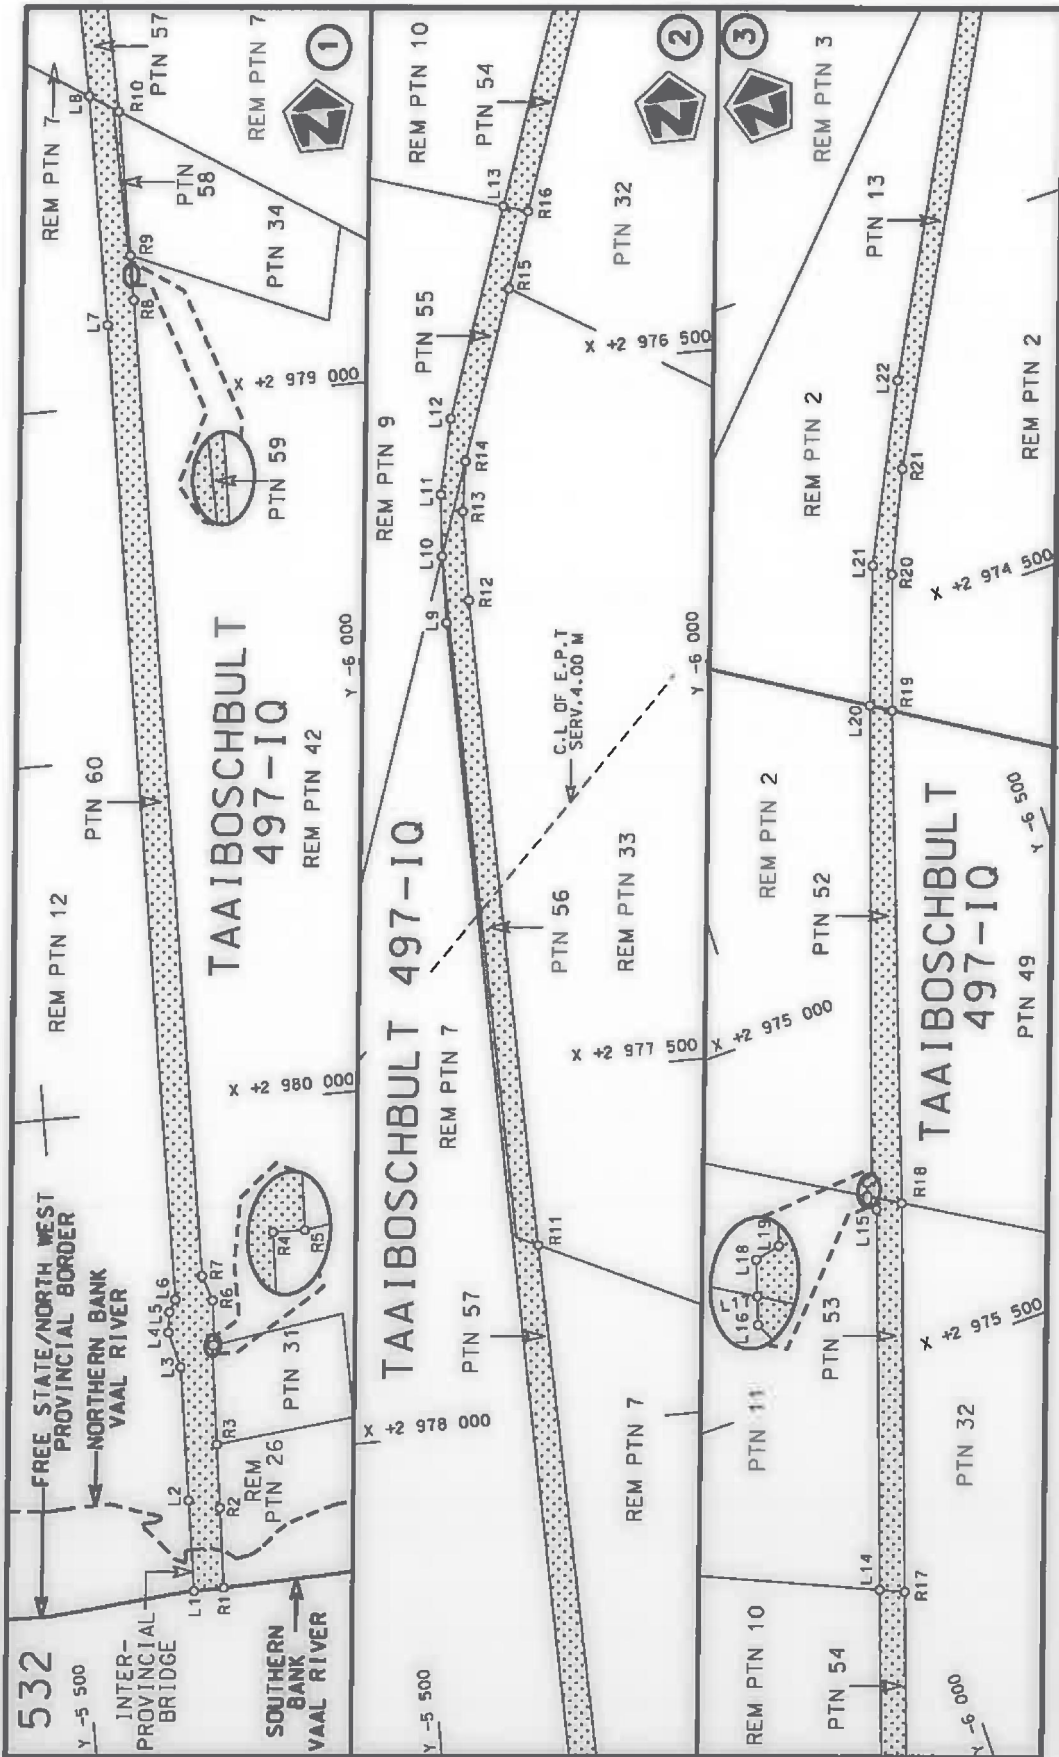 532
FREE STATE/NORTH WEST
PROVINCIAL BORDER
NORTHERN BANK
VAAL RIVER
Y -5 500
INTER-
PROVINCIAL
BRIDGE
SOUTHERN
BANK
VAAL RIVER
L1
R1
L2
R2
REM
PTN 26
R3
L3
L4
L5
L6
PTN 31
R6
R7
R4
R5
REM PTN 12
X +2 980 000
PTN 60
TAAIBOSCHBULT
497-IQ
REM PTN 42
Y -6 000
PTN 59
X +2 979 000
L7
R8
R9
PTN 34
PTN
58
REM PTN 7
L8
R10
PTN 57
REM PTN 7
N
1
Y -5 500
X +2 978 000
PTN 57
REM PTN 7
R11
TAAIBOSCHBULT 497-IQ
REM PTN 7
X +2 977 500
PTN 56
REM PTN 33
C.L. OF E.P.T
SERV.4.00 M
Y -6 000
L9
R12
L10
R13
L11
R14
L12
REM PTN 9
PTN 55
X +2 976 500
R15
L13
R16
PTN 32
REM PTN 10
PTN 54
N
2
REM PTN 10
PTN 54
Y -6 000
L14
R17
PTN 11
PTN 53
PTN 32
X +2 975 500
L16
L17
L18
L19
L15
R18
X +2 975 000
TAAIBOSCHBULT
497-IQ
PTN 49
PTN 52
REM PTN 2
Y -6 500
L20
R19
X +2 974 500
L21
R20
REM PTN 2
R21
L22
REM PTN 2
PTN 13
REM PTN 3
N
3